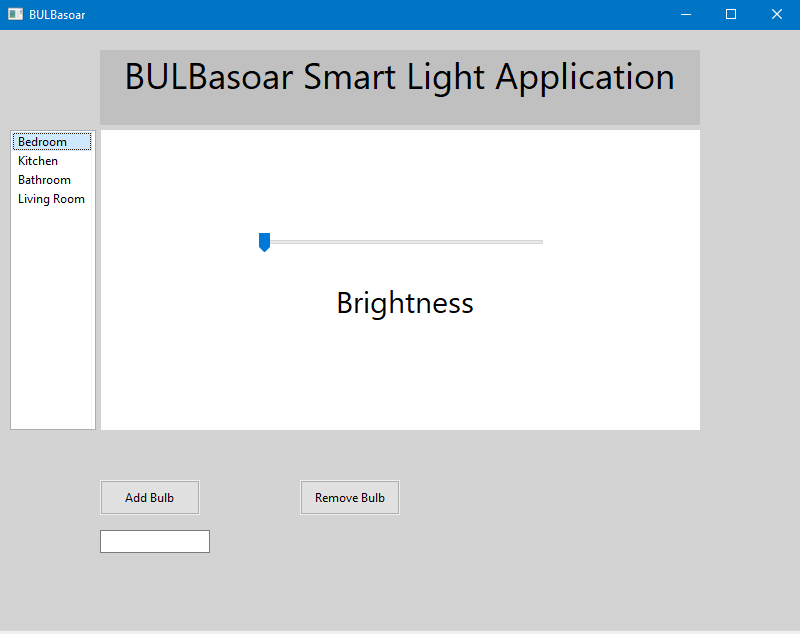 BULBasoar
BULBasoar Smart Light Application
Bedroom
Kitchen
Bathroom
Living Room
Brightness
Add Bulb
Remove Bulb